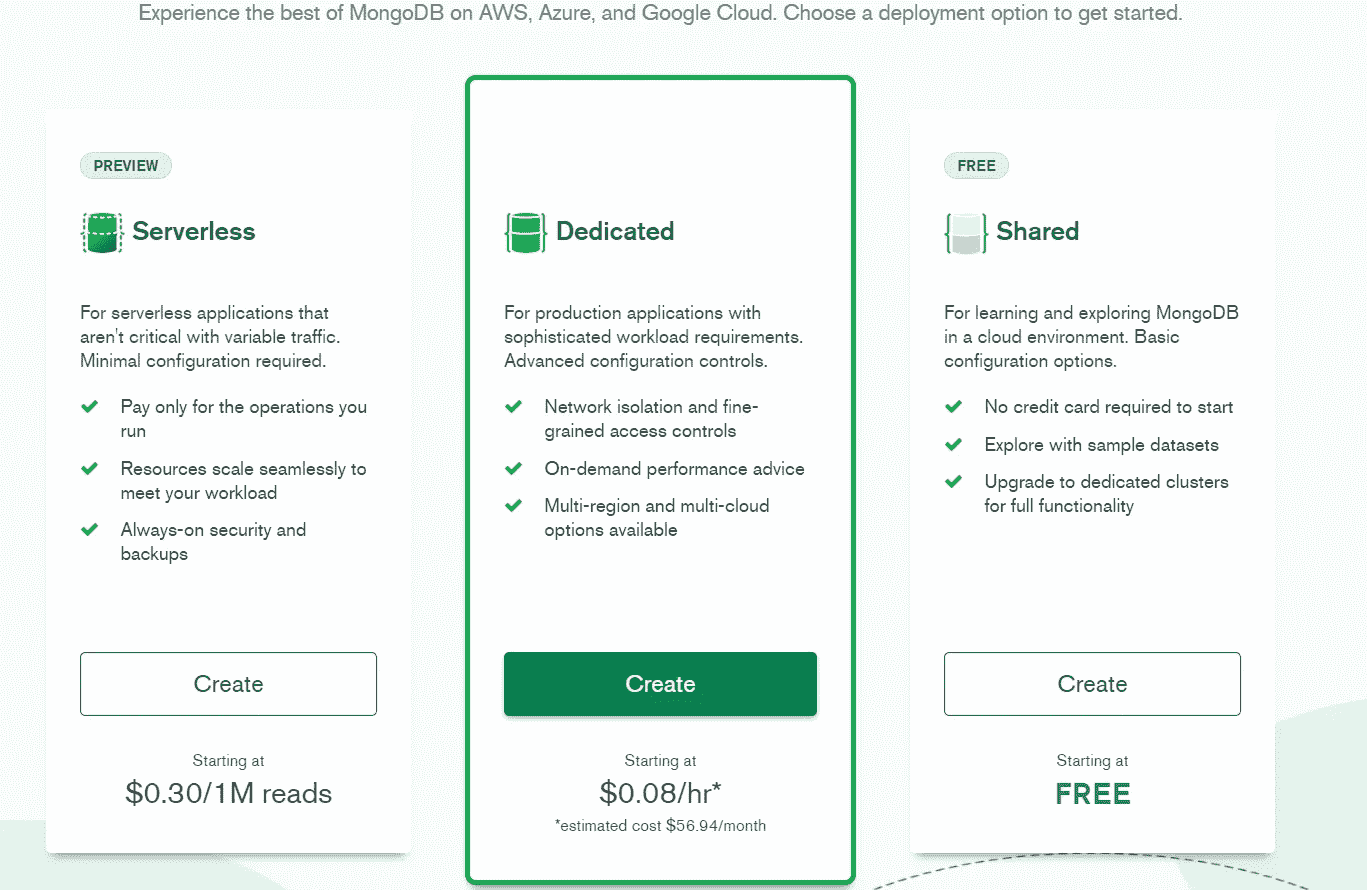 Experience the best of MongoDB on AWS, Azure, and Google Cloud. Choose a deployment option to get started.
PREVIEW
Serverless
For serverless applications that
aren't critical with variable traffic.
Minimal configuration required.
Pay only for the operations you
run
Resources scale seamlessly to
meet your workload
Always-on security and
backups
Create
Starting at
$0.30/1M reads
Dedicated
For production applications with
sophisticated workload requirements.
Advanced configuration controls.
Network isolation and fine-
grained access controls
On-demand performance advice
Multi-region and multi-cloud
options available
Create
Starting at
$0.08/hr*
*estimated cost $56.94/month
FREE
Shared
For learning and exploring MongoDB
in a cloud environment. Basic
configuration options.
No credit card required to start
Explore with sample datasets
Upgrade to dedicated clusters
for full functionality
Create
Starting at
FREE